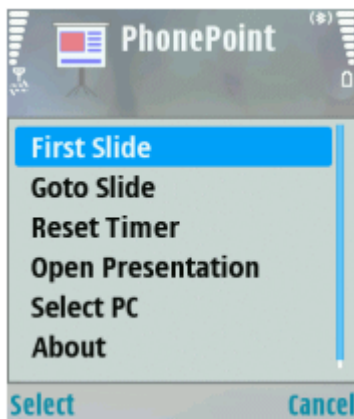 PhonePoint
First Slide
Goto Slide
Reset Timer
Open Presentation
Select PC
About
Select Cancel